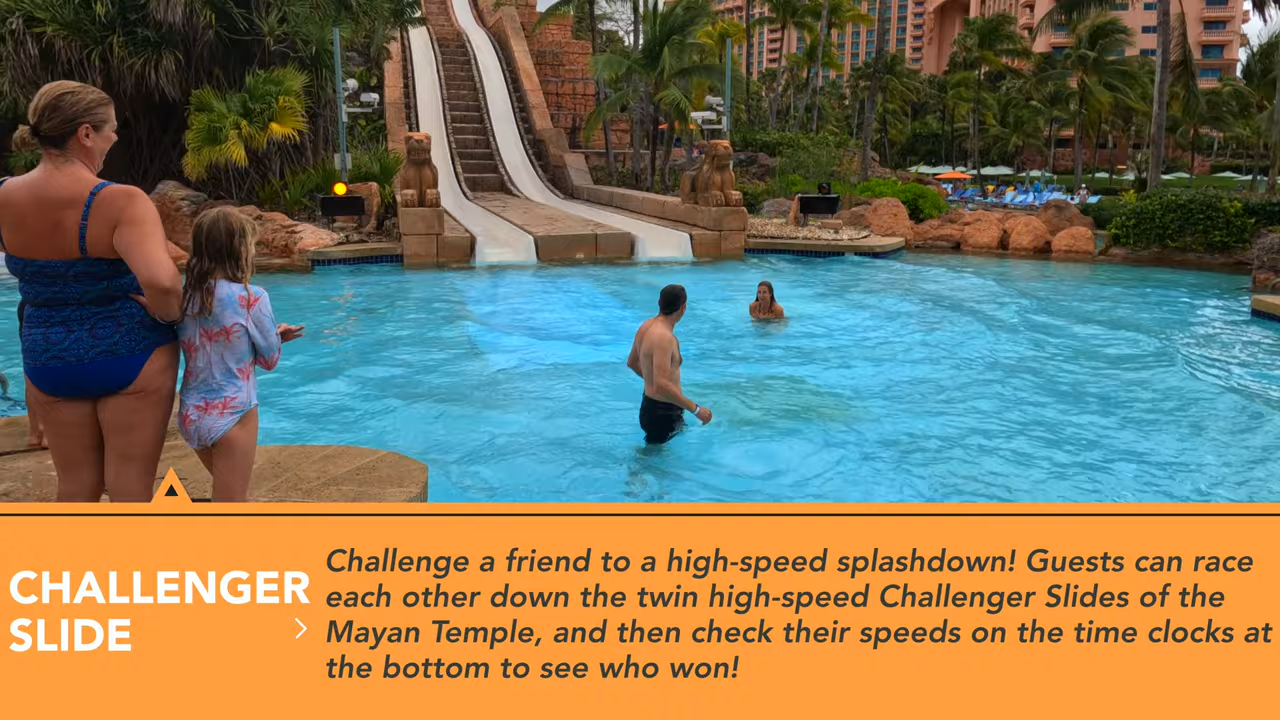 CHALLENGER
SLIDE
Challenge a friend to a high-speed splashdown! Guests can race
each other down the twin high-speed Challenger Slides of the
Mayan Temple, and then check their speeds on the time clocks at
the bottom to see who won!